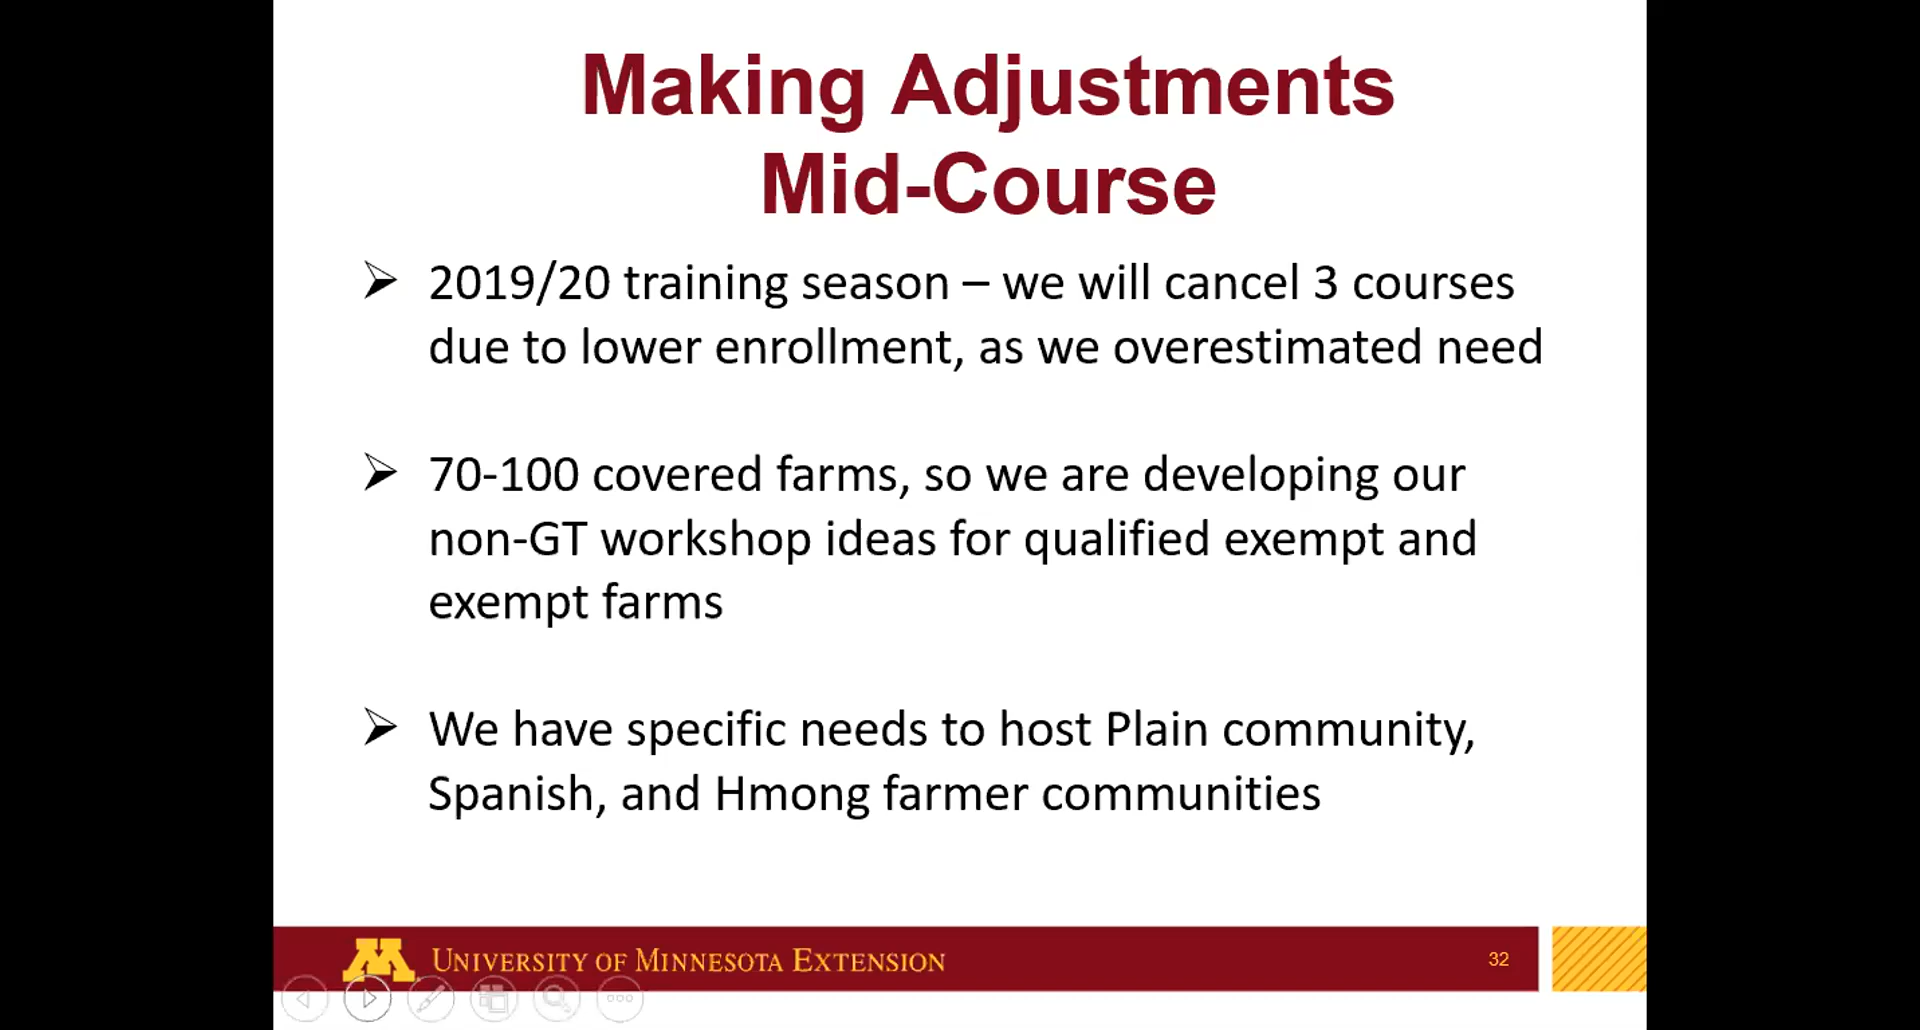 Making Adjustments
Mid-Course
➢ 2019/20 training season – we will cancel 3 courses
due to lower enrollment, as we overestimated need
➢ 70-100 covered farms, so we are developing our
non-GT workshop ideas for qualified exempt and
exempt farms
➢ We have specific needs to host Plain community,
Spanish, and Hmong farmer communities
M UNIVERSITY OF MINNESOTA EXTENSION
32